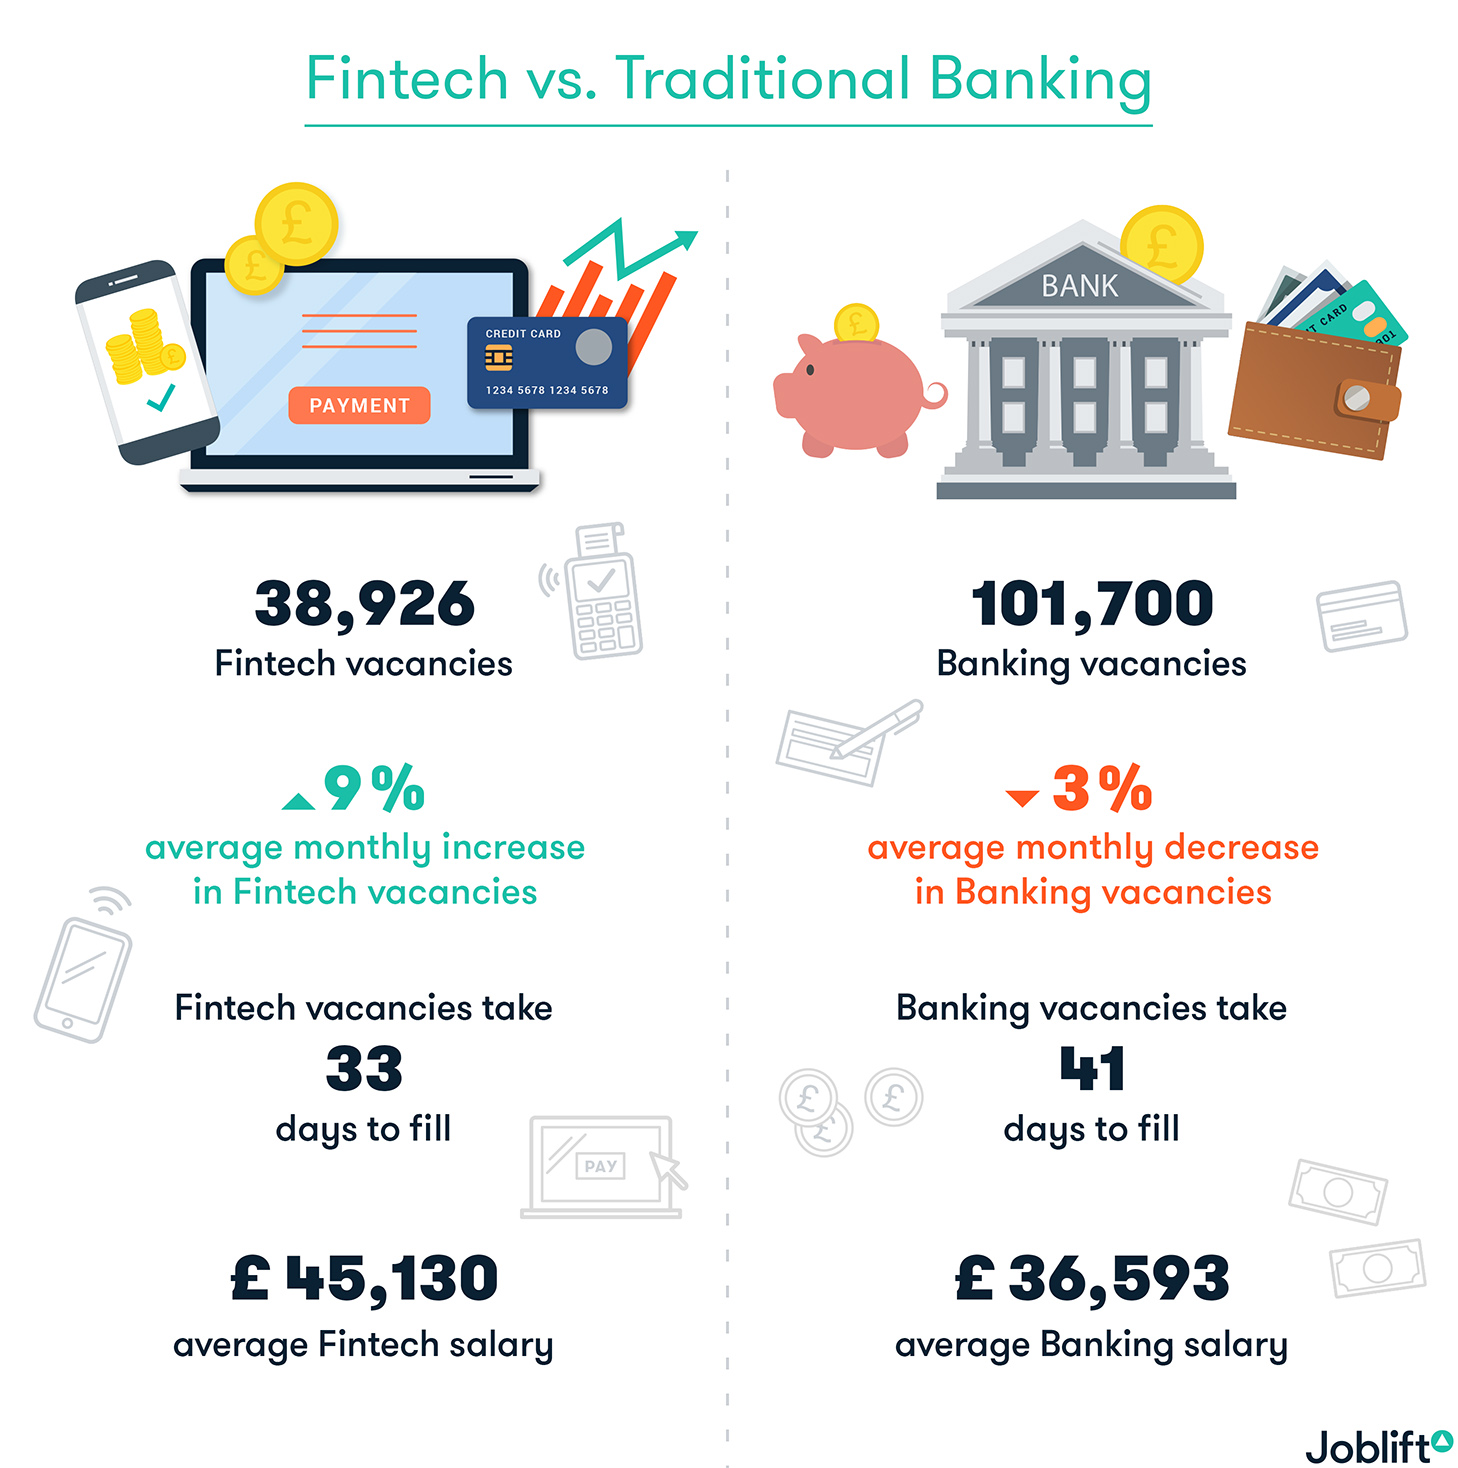 Fintech vs. Traditional Banking
£
£
CREDIT CARD
1234 5678 1234 5678
PAYMENT
£
38,926
Fintech vacancies
9%
average monthly increase
in Fintech vacancies
Fintech vacancies take
33
days to fill
PAY
£ 45,130
average Fintech salary
£
BANK
£
T CARD
901
101,700
Banking vacancies
3%
average monthly decrease
in Banking vacancies
Banking vacancies take
41
days to fill
£
£
£
£ 36,593
average Banking salary
Joblift